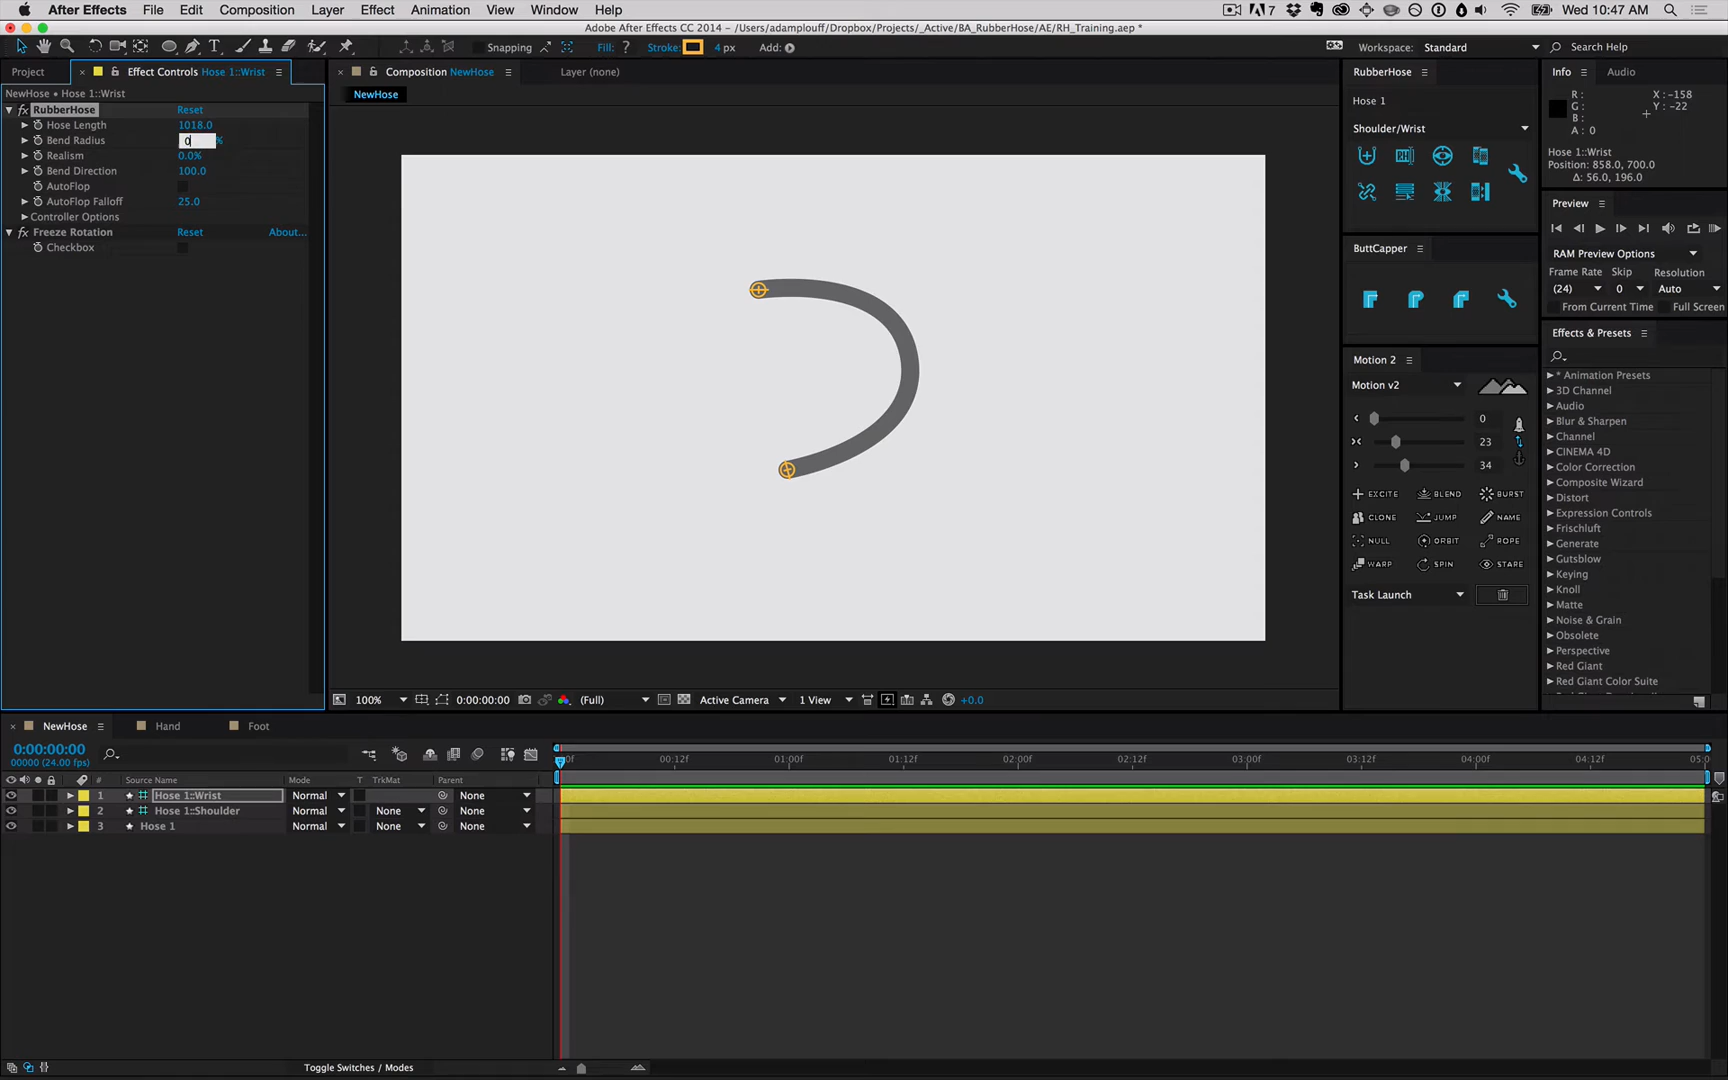 After Effects File Edit Composition Layer Effect Animation View Window Help 7 Wed 10:47 AM
Adobe After Effects CC 2014 - /Users/adamplouff/Dropbox/Projects/_Active/BA_RubberHose/AE/RH_Training.aep *
Snapping Fill: ? Stroke: 4 px Add: Workspace: Standard Search Help
Project Effect Controls Hose 1::Wrist Composition NewHose Layer (none) RubberHose Info Audio
NewHose • Hose 1::Wrist NewHose Hose 1
fx RubberHose Reset
Hose Length 1018.0
Bend Radius 0 %
Realism 0.0%
Bend Direction 100.0
AutoFlop
AutoFlop Falloff 25.0
Controller Options
fx Freeze Rotation Reset About...
Checkbox
Shoulder/Wrist
ButtCapper
Motion 2
Motion v2
0
23
34
EXCITE BLEND BURST
CLONE JUMP NAME
NULL ORBIT ROPE
WARP SPIN STARE
Task Launch
R: X : -158
G: Y : -22
B:
A: 0
Hose 1::Wrist
Position: 858.0, 700.0
Δ: 56.0, 196.0
Preview
RAM Preview Options
Frame Rate Skip Resolution
(24) 0 Auto
From Current Time Full Screen
Effects & Presets
* Animation Presets
3D Channel
Audio
Blur & Sharpen
Channel
CINEMA 4D
Color Correction
Composite Wizard
Distort
Expression Controls
Frischluft
Generate
Gutsblow
Keying
Knoll
Matte
Noise & Grain
Obsolete
Perspective
Red Giant
Red Giant Color Suite
100% 0:00:00:00 (Full) Active Camera 1 View +0.0
NewHose Hand Foot
0:00:00:00
00000 (24.00 fps)
# Source Name Mode T TrkMat Parent
00f 00:12f 01:00f 01:12f 02:00f 02:12f 03:00f 03:12f 04:00f 04:12f 05:0
1 Hose 1::Wrist Normal None
2 Hose 1::Shoulder Normal None None
3 Hose 1 Normal None None
Toggle Switches / Modes